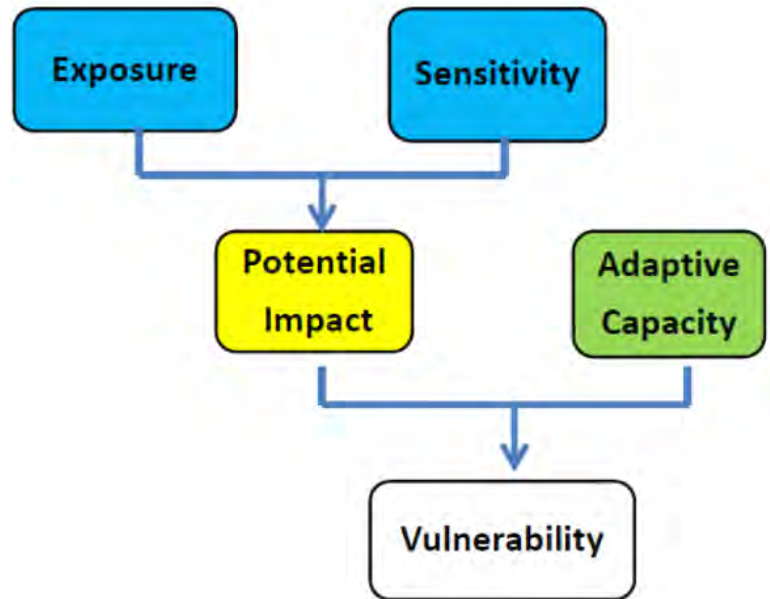 Exposure
Sensitivity
Potential
Impact
Adaptive
Capacity
Vulnerability